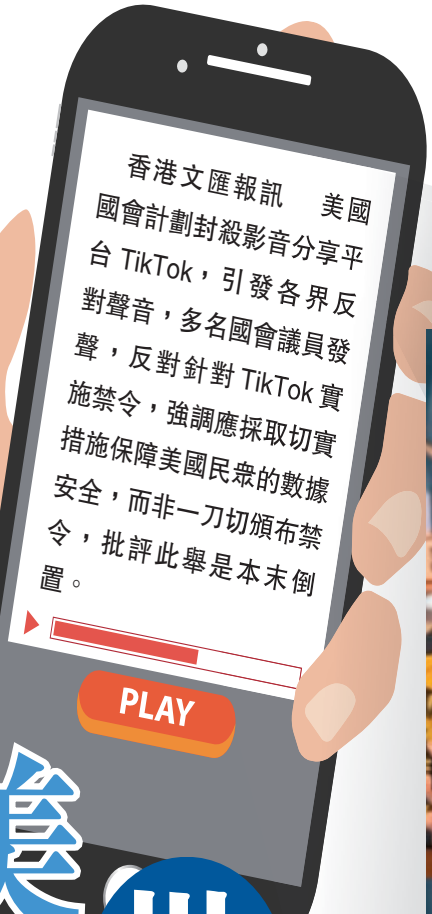 香港文匯報訊　美國
國會計劃封殺影音分享平
台 TikTok，引發各界反
對聲音，多名國會議員發
聲，反對針對 TikTok 實
施禁令，強調應採取切實
措施保障美國民眾的數據
安全，而非一刀切頒布禁
令，批評此舉是本末倒
置。
PLAY